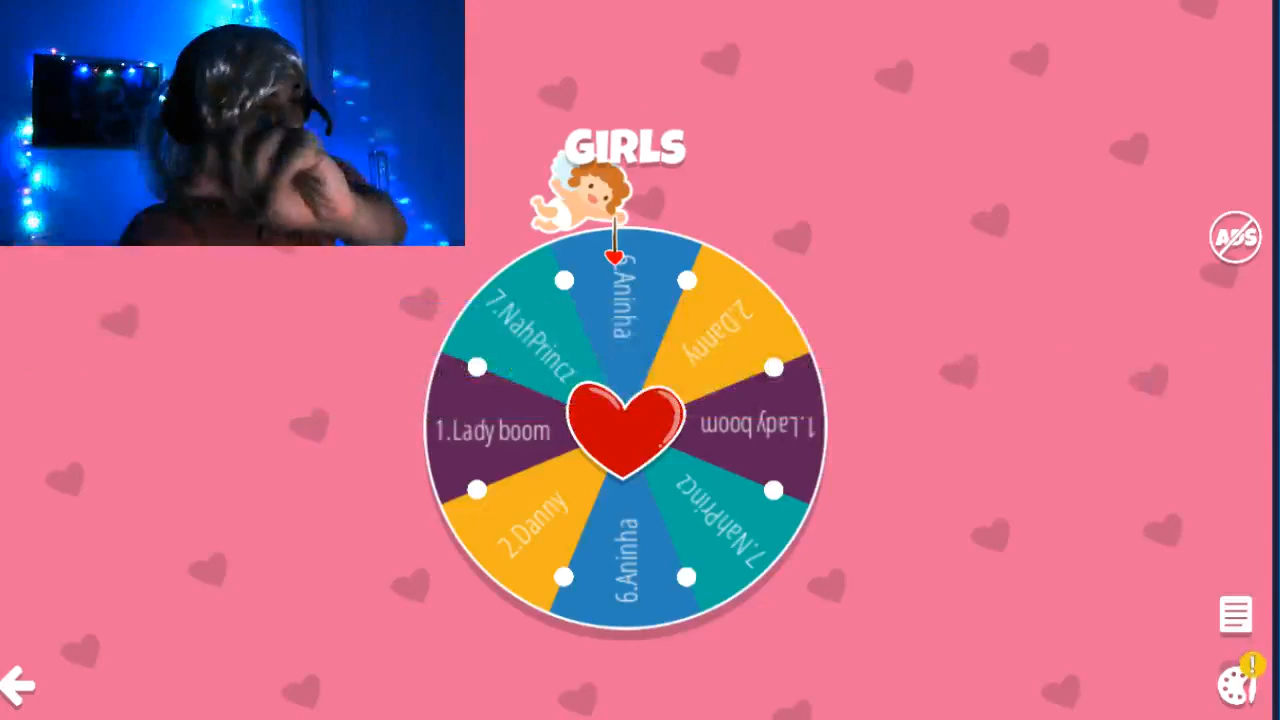 GIRLS
6.Aninha
2.Danny
1.Lady boom
7.NahPrincz
6.Aninha
2.Danny
1.Lady boom
7.NahPrincz
ADS
!